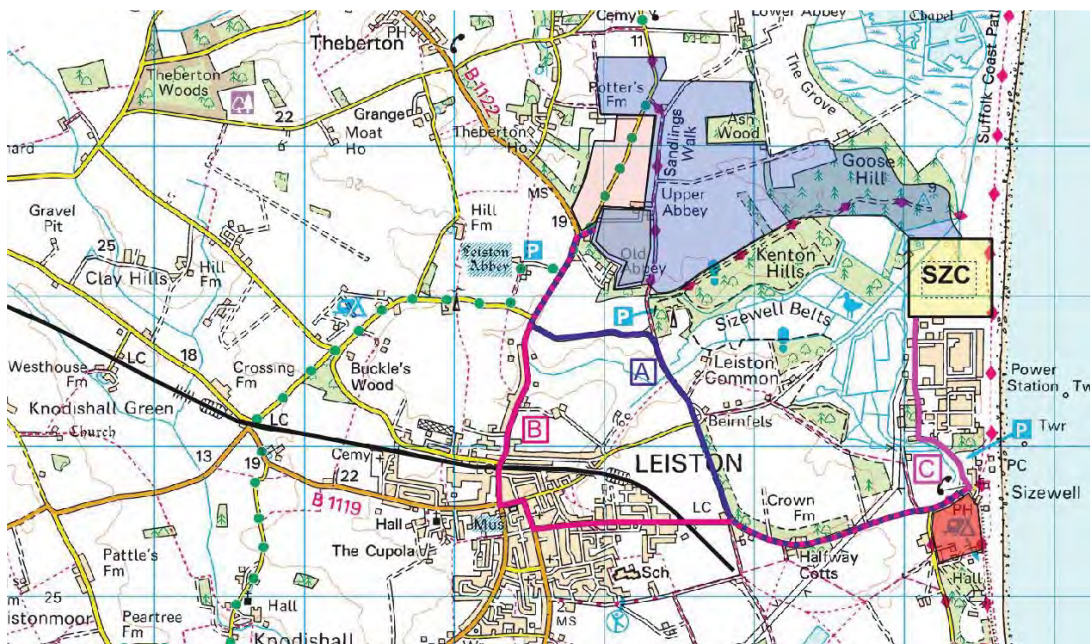 PH
Cemy
Lower Abbey
Chapel
Theberton
11
The Grove
Suffolk Coast Path
Theberton
Woods
B 1122
Potter's
Fm
22
Grange
Moat
Ho
Theberton
Ho
Sandlings
Walk
Ash
Wood
Goose
Hill
9
MS
Upper
Abbey
Gravel
Pit
Hill
Fm
19
25
Clay Hills
Hill
Fm
Leiston
Abbey
P
Old
Abbey
Kenton
Hills
SZC
P
Sizewell Belts
LC
18
Westhouse
Fm
Crossing
Fm
Buckle's
Wood
A
Leiston
Common
Power
Station
Knodishall Green
LC
Church
B
Beirnfels
P
Twr
13
19
Cemy
22
LEISTON
C
PC
Sizewell
B 1119
Hall
Mus
LC
Crown
Fm
PH
Pattle's
Fm
The Cupola
Sch
Halfway
Cotts
Hall
25
istonmoor
Peartree
Fm
Hall
MS
Knodishall